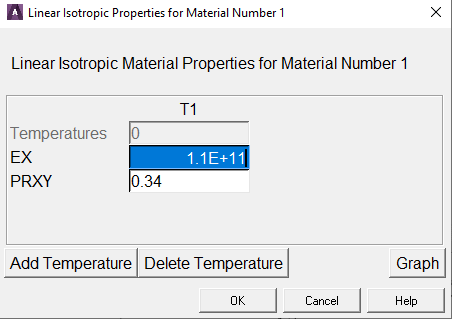 Linear Isotropic Properties for Material Number 1
Linear Isotropic Material Properties for Material Number 1
T1
Temperatures 0
EX 1.1E+11
PRXY 0.34
Add Temperature Delete Temperature Graph
OK Cancel Help